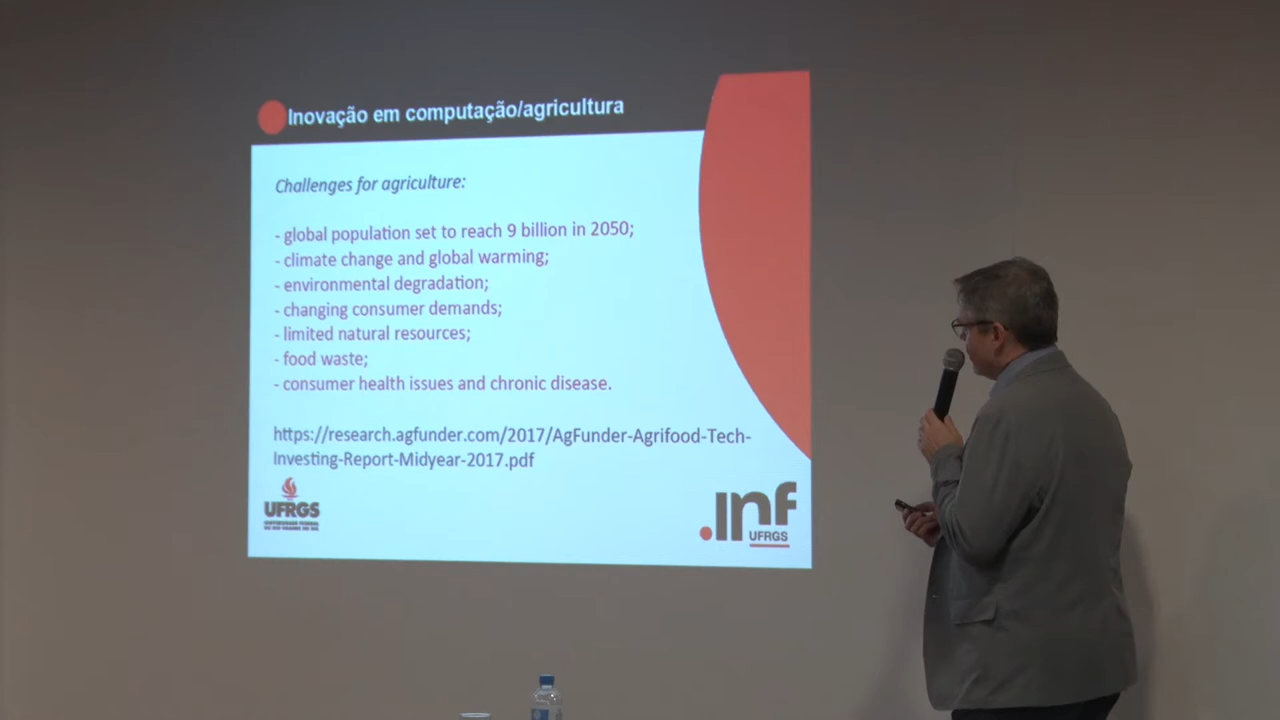 Inovação em computação/agricultura
Challenges for agriculture:
- global population set to reach 9 billion in 2050;
- climate change and global warming;
- environmental degradation;
- changing consumer demands;
- limited natural resources;
- food waste;
- consumer health issues and chronic disease.
https://research.agfunder.com/2017/AgFunder-Agrifood-Tech-
Investing-Report-Midyear-2017.pdf
UFRGS
UNIVERSIDADE FEDERAL
DO RIO GRANDE DO SUL
.inf
UFRGS